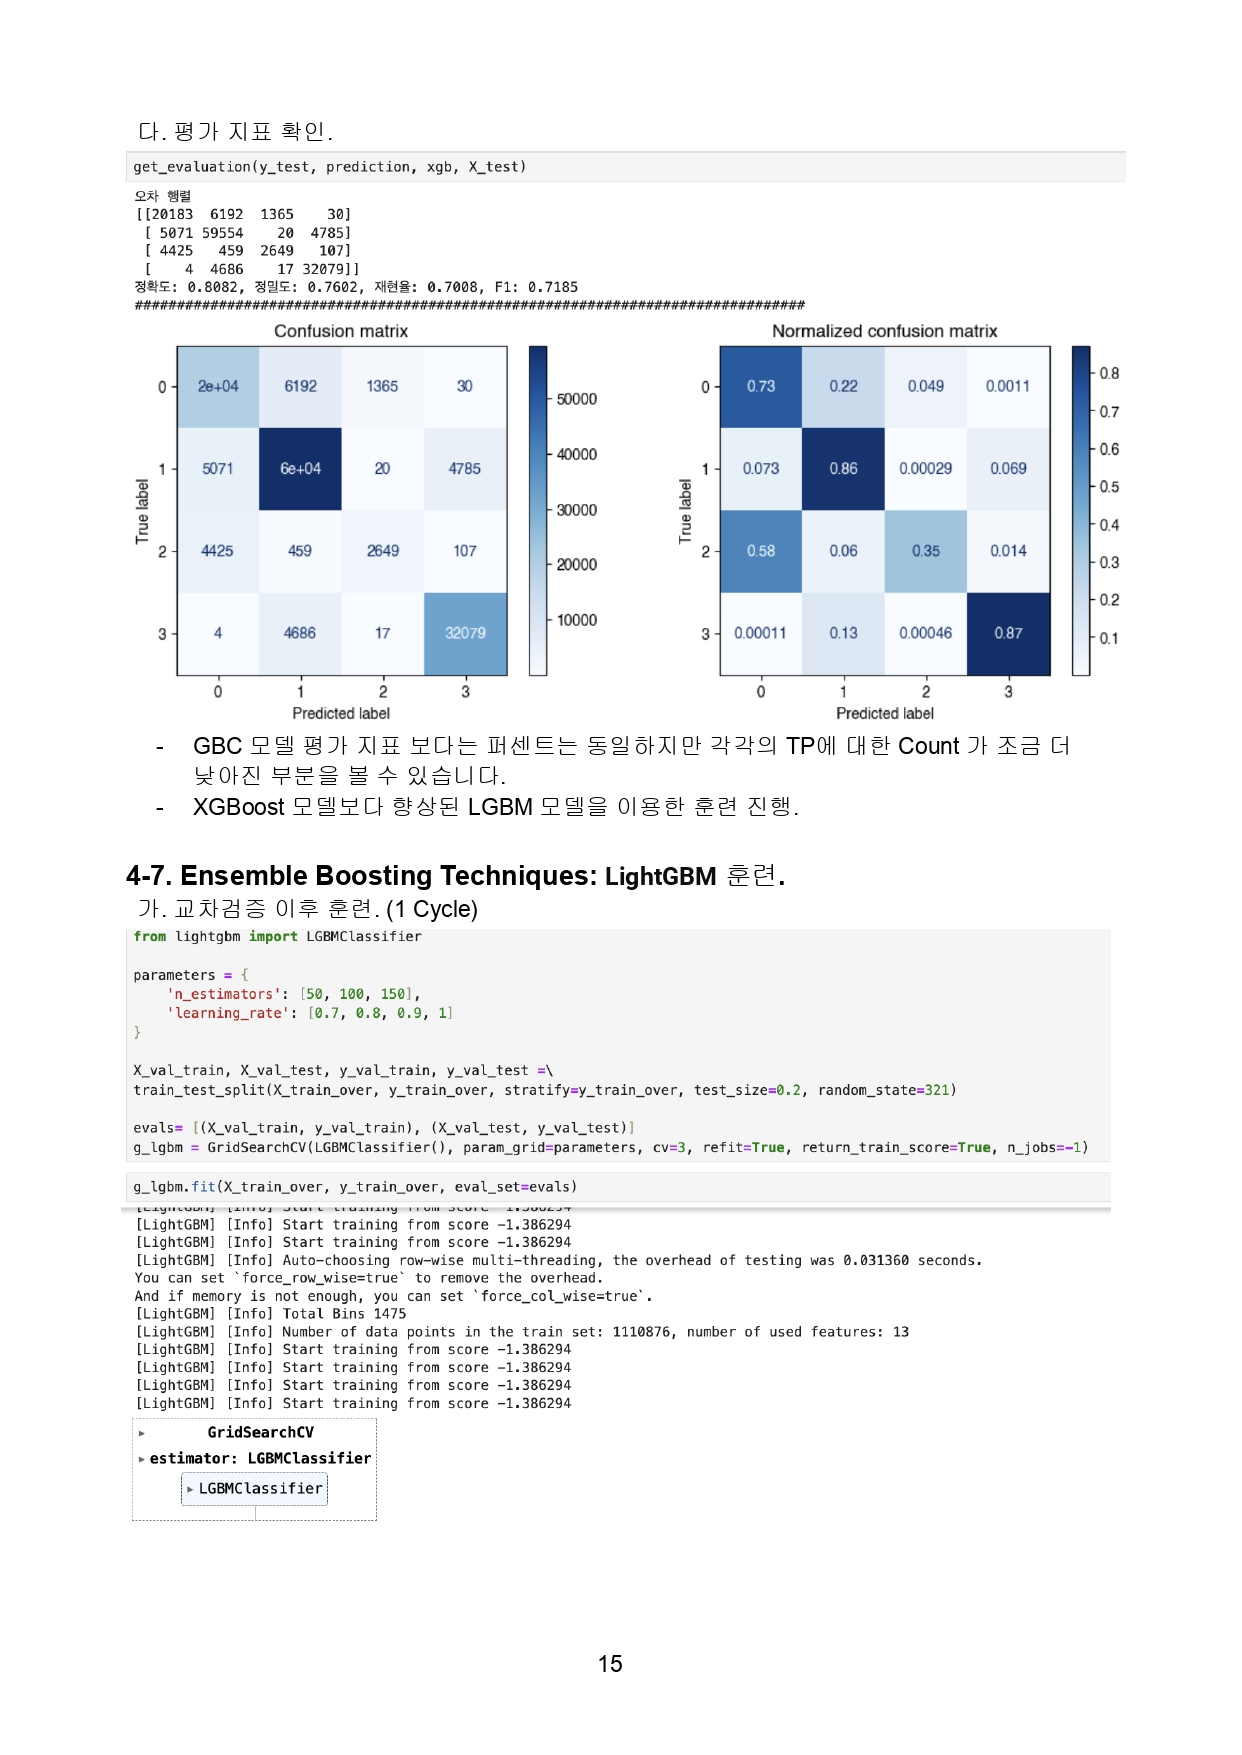 다. 평가 지표 확인.
get_evaluation(y_test, prediction, xgb, X_test)
오차 행렬
[[20183 6192 1365 30]
[ 5071 59554 20 4785]
[ 4425 459 2649 107]
[ 4 4686 17 32079]]
정확도: 0.8082, 정밀도: 0.7602, 재현율: 0.7008, F1: 0.7185
################################################################################
Confusion matrix
0 2e+04 6192 1365 30
1 5071 6e+04 20 4785
2 4425 459 2649 107
3 4 4686 17 32079
0 1 2 3
Predicted label
True label
50000
40000
30000
20000
10000
Normalized confusion matrix
0 0.73 0.22 0.049 0.0011
1 0.073 0.86 0.00029 0.069
2 0.58 0.06 0.35 0.014
3 0.00011 0.13 0.00046 0.87
0 1 2 3
Predicted label
True label
0.8
0.7
0.6
0.5
0.4
0.3
0.2
0.1
- GBC 모델 평가 지표 보다는 퍼센트는 동일하지만 각각의 TP에 대한 Count 가 조금 더
낮아진 부분을 볼 수 있습니다.
- XGBoost 모델보다 향상된 LGBM 모델을 이용한 훈련 진행.
4-7. Ensemble Boosting Techniques: LightGBM 훈련.
가. 교차검증 이후 훈련. (1 Cycle)
from lightgbm import LGBMClassifier
parameters = {
'n_estimators': [50, 100, 150],
'learning_rate': [0.7, 0.8, 0.9, 1]
}
X_val_train, X_val_test, y_val_train, y_val_test =\
train_test_split(X_train_over, y_train_over, stratify=y_train_over, test_size=0.2, random_state=321)
evals= [(X_val_train, y_val_train), (X_val_test, y_val_test)]
g_lgbm = GridSearchCV(LGBMClassifier(), param_grid=parameters, cv=3, refit=True, return_train_score=True, n_jobs=-1)
g_lgbm.fit(X_train_over, y_train_over, eval_set=evals)
[LightGBM] [Info] Start training from score -1.386294
[LightGBM] [Info] Start training from score -1.386294
[LightGBM] [Info] Start training from score -1.386294
[LightGBM] [Info] Auto-choosing row-wise multi-threading, the overhead of testing was 0.031360 seconds.
You can set `force_row_wise=true` to remove the overhead.
And if memory is not enough, you can set `force_col_wise=true`.
[LightGBM] [Info] Total Bins 1475
[LightGBM] [Info] Number of data points in the train set: 1110876, number of used features: 13
[LightGBM] [Info] Start training from score -1.386294
[LightGBM] [Info] Start training from score -1.386294
[LightGBM] [Info] Start training from score -1.386294
[LightGBM] [Info] Start training from score -1.386294
GridSearchCV
estimator: LGBMClassifier
LGBMClassifier
15